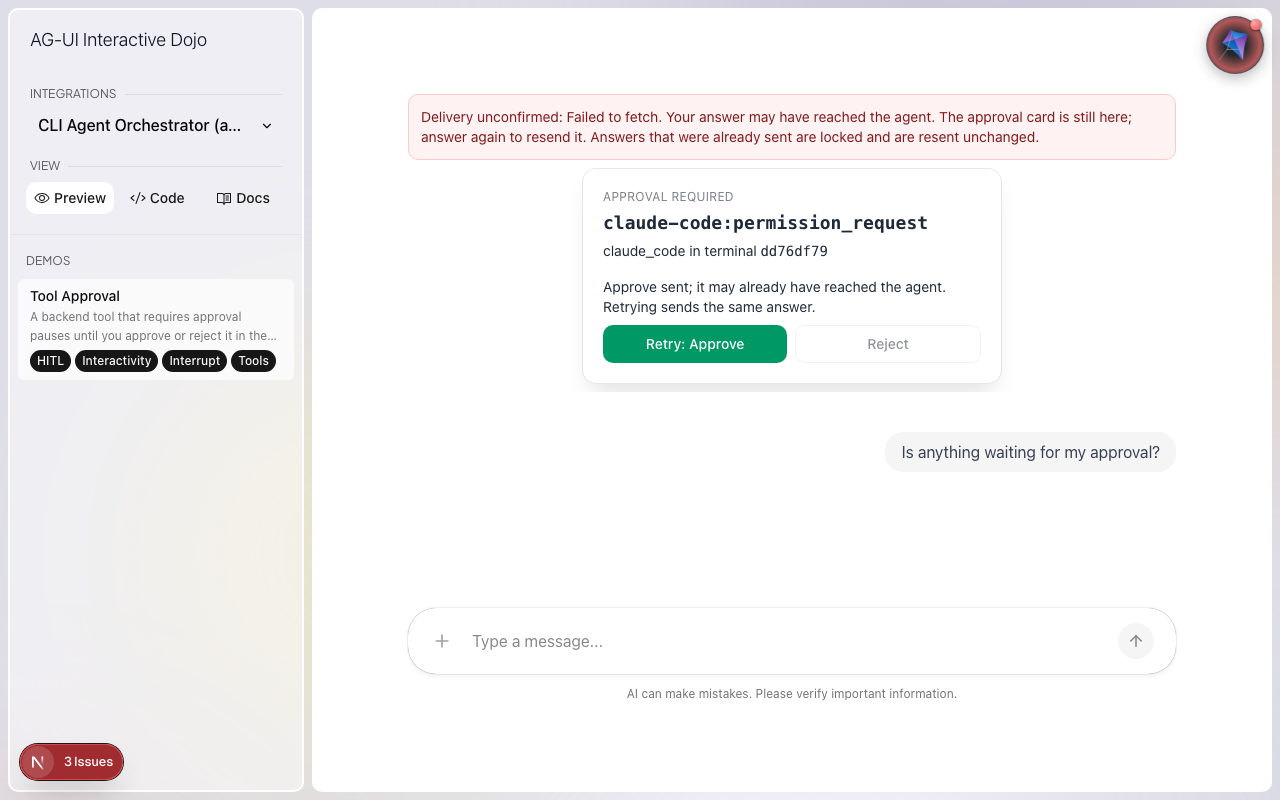 AG-UI Interactive Dojo
INTEGRATIONS
CLI Agent Orchestrator (a...
VIEW
Preview
</> Code
Docs
DEMOS
Tool Approval
A backend tool that requires approval
pauses until you approve or reject it in the...
HITL Interactivity Interrupt Tools
N 3 Issues
Delivery unconfirmed: Failed to fetch. Your answer may have reached the agent. The approval card is still here;
answer again to resend it. Answers that were already sent are locked and are resent unchanged.
APPROVAL REQUIRED
claude-code:permission_request
claude_code in terminal dd76df79
Approve sent; it may already have reached the agent.
Retrying sends the same answer.
Retry: Approve
Reject
Is anything waiting for my approval?
Type a message...
AI can make mistakes. Please verify important information.